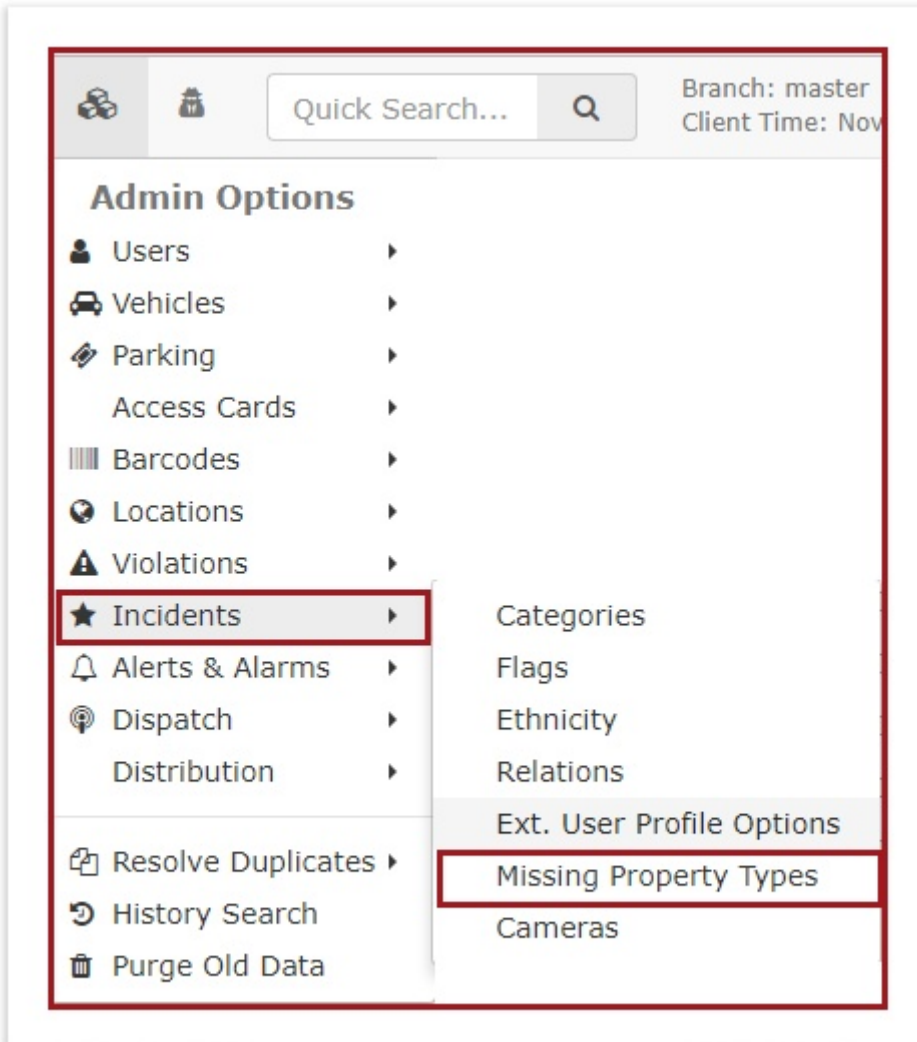 Quick Search...
Branch: master
Client Time: Nov
Admin Options
Users
Vehicles
Parking
Access Cards
Barcodes
Locations
Violations
Incidents
Alerts & Alarms
Dispatch
Distribution
Resolve Duplicates
History Search
Purge Old Data
Categories
Flags
Ethnicity
Relations
Ext. User Profile Options
Missing Property Types
Cameras